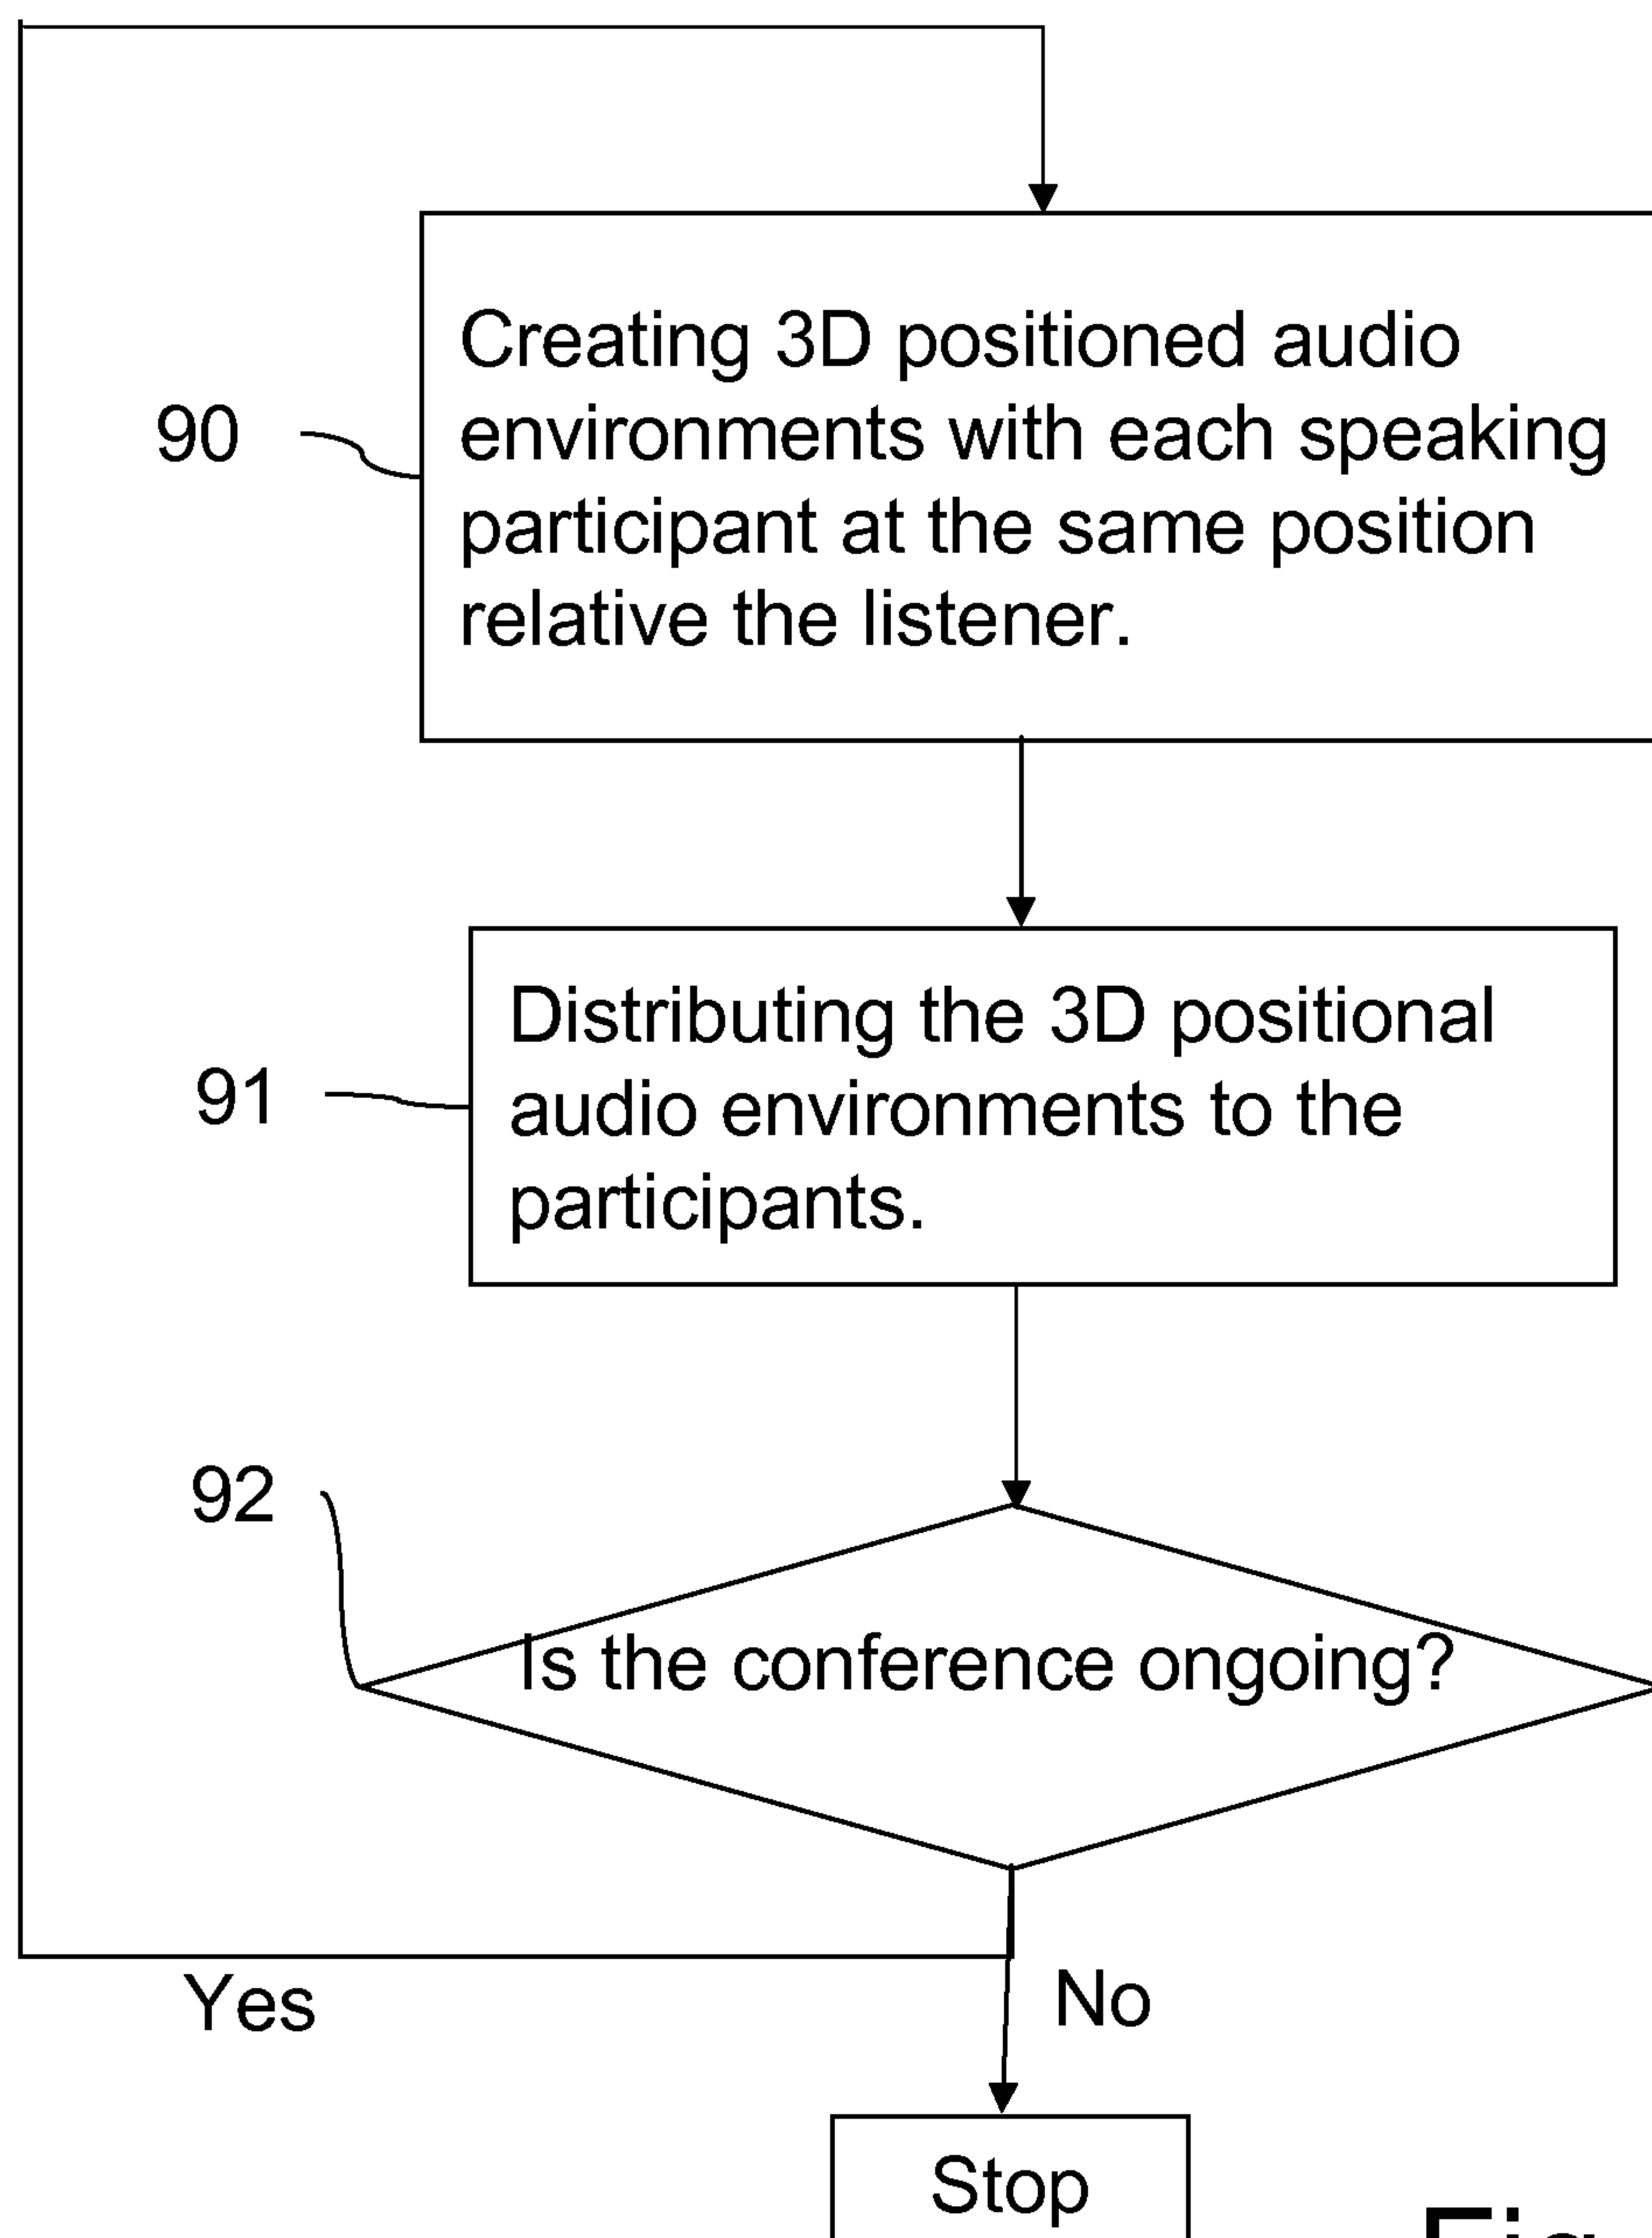 Creating 3D positioned audio
90
environments with each speaking
participant at the same position
relative the listener.
Distributing the 3D positional
91
audio environments to the
participants.
92
Is the conference ongoing?
Yes
No
Stop